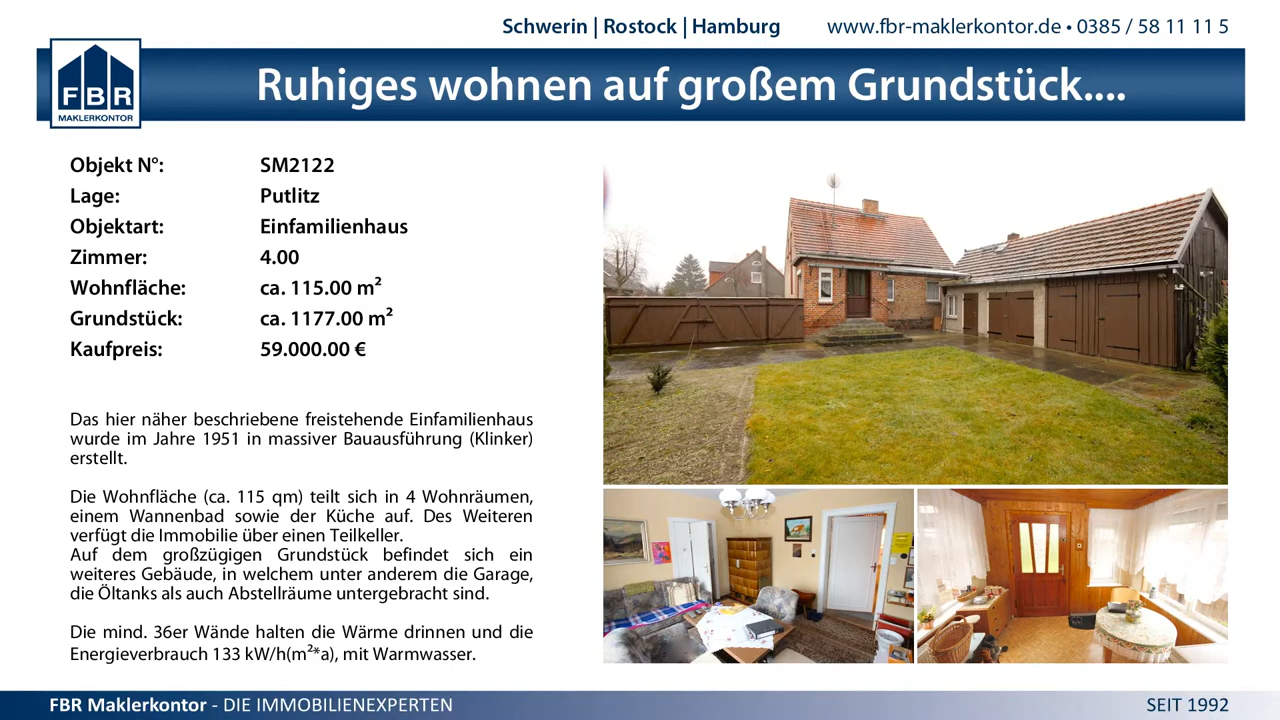 Schwerin | Rostock | Hamburg www.fbr-maklerkontor.de • 0385 / 58 11 11 5
FBR
MAKLERKONTOR
Ruhiges wohnen auf großem Grundstück....
Objekt N°: SM2122
Lage: Putlitz
Objektart: Einfamilienhaus
Zimmer: 4.00
Wohnfläche: ca. 115.00 m²
Grundstück: ca. 1177.00 m²
Kaufpreis: 59.000.00 €
Das hier näher beschriebene freistehende Einfamilienhaus
wurde im Jahre 1951 in massiver Bauausführung (Klinker)
erstellt.
Die Wohnfläche (ca. 115 qm) teilt sich in 4 Wohnräumen,
einem Wannenbad sowie der Küche auf. Des Weiteren
verfügt die Immobilie über einen Teilkeller.
Auf dem großzügigen Grundstück befindet sich ein
weiteres Gebäude, in welchem unter anderem die Garage,
die Öltanks als auch Abstellräume untergebracht sind.
Die mind. 36er Wände halten die Wärme drinnen und die
Energieverbrauch 133 kW/h(m²*a), mit Warmwasser.
FBR Maklerkontor - DIE IMMOBILIENEXPERTEN SEIT 1992